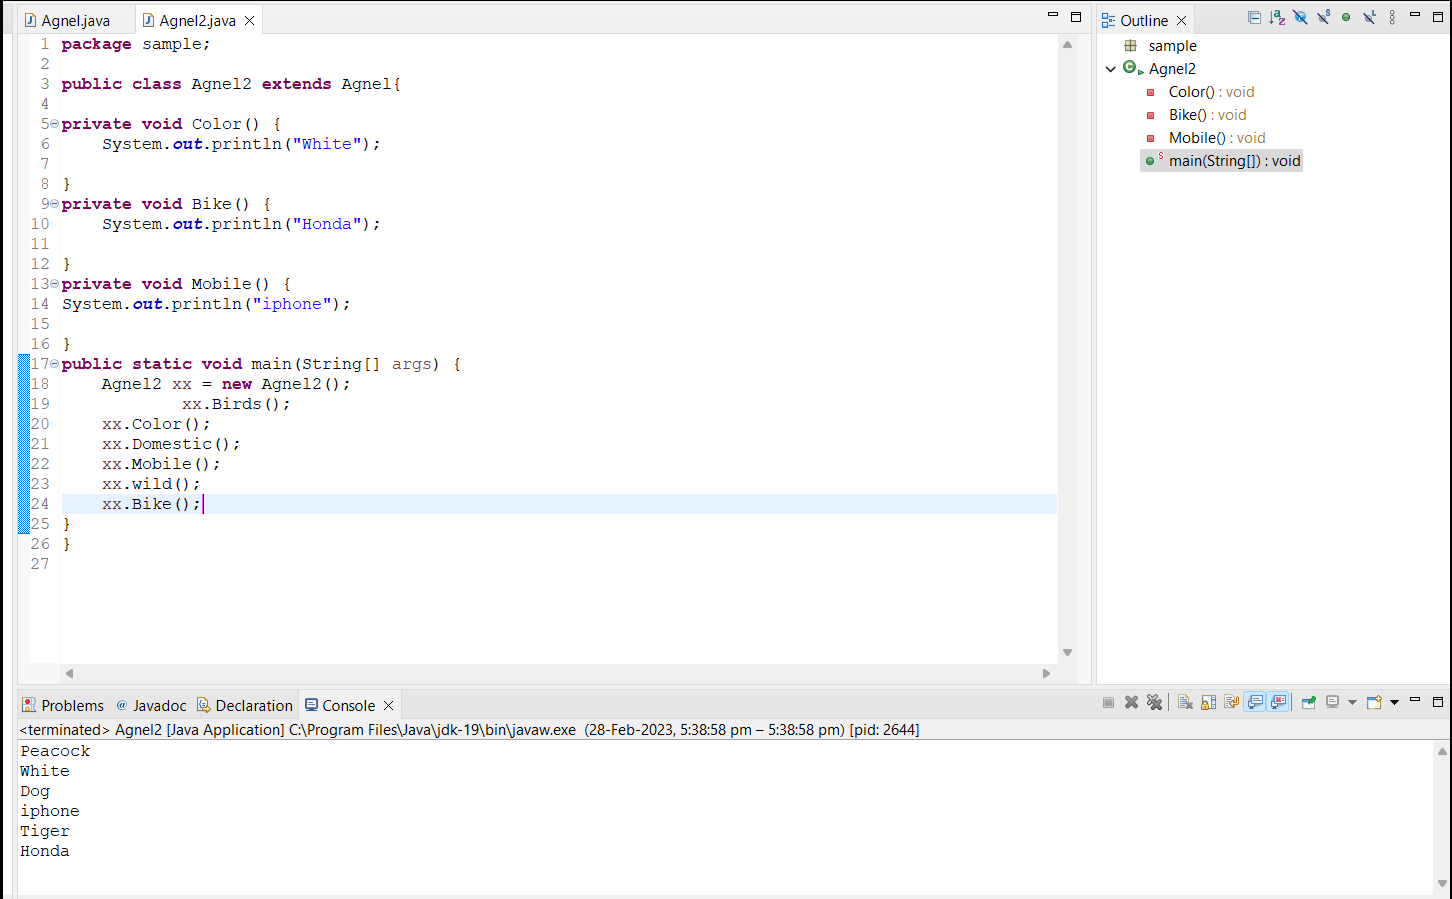 Agnel.java Agnel2.java
1 package sample;
2
3 public class Agnel2 extends Agnel{
4
5 private void Color() {
6 System.out.println("White");
7
8 }
9 private void Bike() {
10 System.out.println("Honda");
11
12 }
13 private void Mobile() {
14 System.out.println("iphone");
15
16 }
17 public static void main(String[] args) {
18 Agnel2 xx = new Agnel2();
19 xx.Birds();
20 xx.Color();
21 xx.Domestic();
22 xx.Mobile();
23 xx.wild();
24 xx.Bike();
25 }
26 }
27
Outline
sample
Agnel2
Color() : void
Bike() : void
Mobile() : void
main(String[]) : void
Problems @ Javadoc Declaration Console
<terminated> Agnel2 [Java Application] C:\Program Files\Java\jdk-19\bin\javaw.exe (28-Feb-2023, 5:38:58 pm – 5:38:58 pm) [pid: 2644]
Peacock
White
Dog
iphone
Tiger
Honda